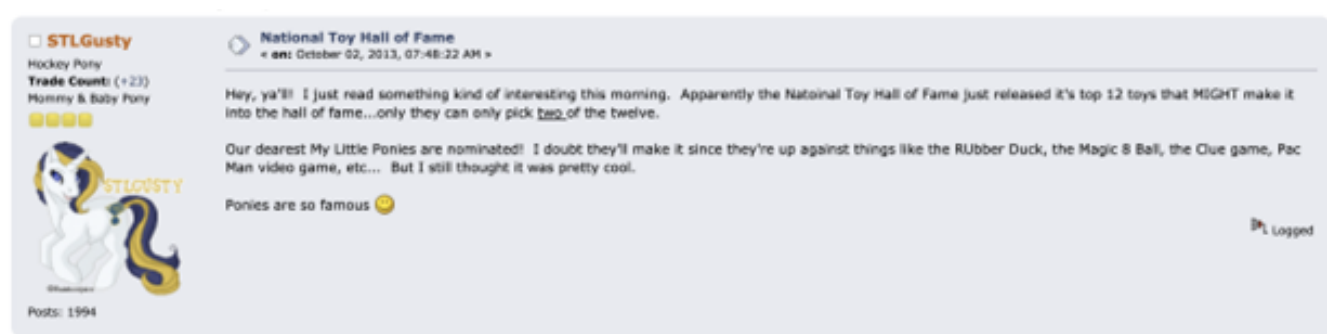 STLGusty
Hockey Pony
Trade Count: (+23)
Mommy & Baby Pony
STLGUSTY
Posts: 1994
National Toy Hall of Fame
« on: October 02, 2013, 07:48:22 AM »
Hey, ya'll! I just read something kind of interesting this morning. Apparently the Natoinal Toy Hall of Fame just released it's top 12 toys that MIGHT make it
into the hall of fame...only they can only pick two of the twelve.
Our dearest My Little Ponies are nominated! I doubt they'll make it since they're up against things like the RUbber Duck, the Magic 8 Ball, the Clue game, Pac
Man video game, etc... But I still thought it was pretty cool.
Ponies are so famous
Logged